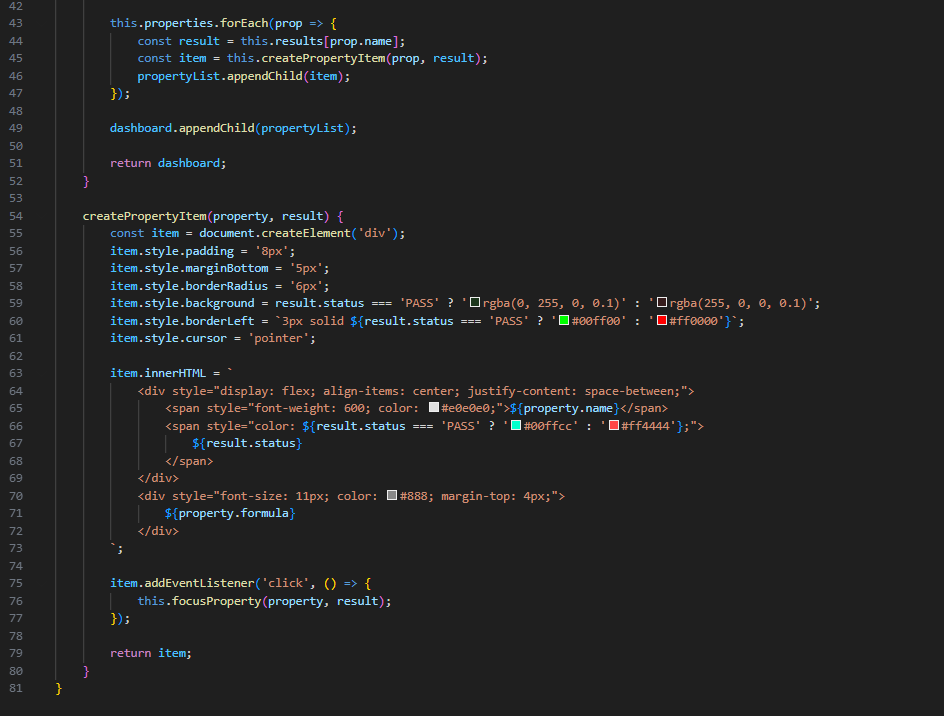 42
43 this.properties.forEach(prop => {
44 const result = this.results[prop.name];
45 const item = this.createPropertyItem(prop, result);
46 propertyList.appendChild(item);
47 });
48
49 dashboard.appendChild(propertyList);
50
51 return dashboard;
52 }
53
54 createPropertyItem(property, result) {
55 const item = document.createElement('div');
56 item.style.padding = '8px';
57 item.style.marginBottom = '5px';
58 item.style.borderRadius = '6px';
59 item.style.background = result.status === 'PASS' ? 'rgba(0, 255, 0, 0.1)' : 'rgba(255, 0, 0, 0.1)';
60 item.style.borderLeft = `3px solid ${result.status === 'PASS' ? '#00ff00' : '#ff0000'}`;
61 item.style.cursor = 'pointer';
62
63 item.innerHTML = `
64 <div style="display: flex; align-items: center; justify-content: space-between;">
65 <span style="font-weight: 600; color: #e0e0e0;">${property.name}</span>
66 <span style="color: ${result.status === 'PASS' ? '#00ffcc' : '#ff4444'};">
67 ${result.status}
68 </span>
69 </div>
70 <div style="font-size: 11px; color: #888; margin-top: 4px;">
71 ${property.formula}
72 </div>
73 `;
74
75 item.addEventListener('click', () => {
76 this.focusProperty(property, result);
77 });
78
79 return item;
80 }
81 }